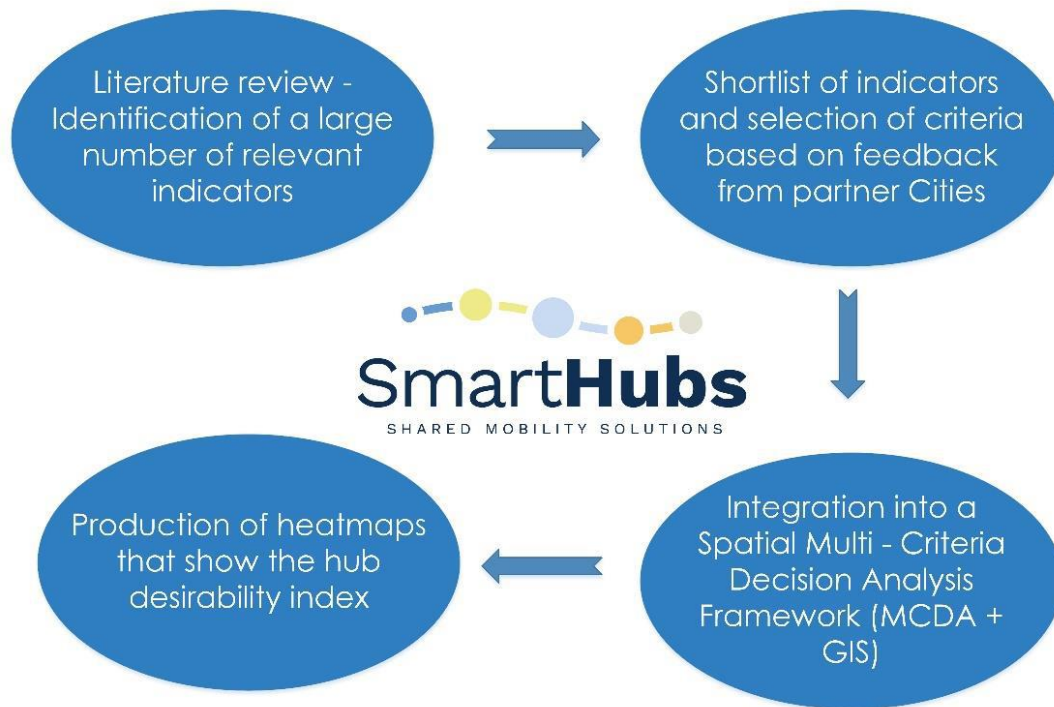 Literature review -
Identification of a large
number of relevant
indicators
Shortlist of indicators
and selection of criteria
based on feedback
from partner Cities
SmartHubs
SHARED MOBILITY SOLUTIONS
Production of heatmaps
that show the hub
desirability index
Integration into a
Spatial Multi - Criteria
Decision Analysis
Framework (MCDA +
GIS)